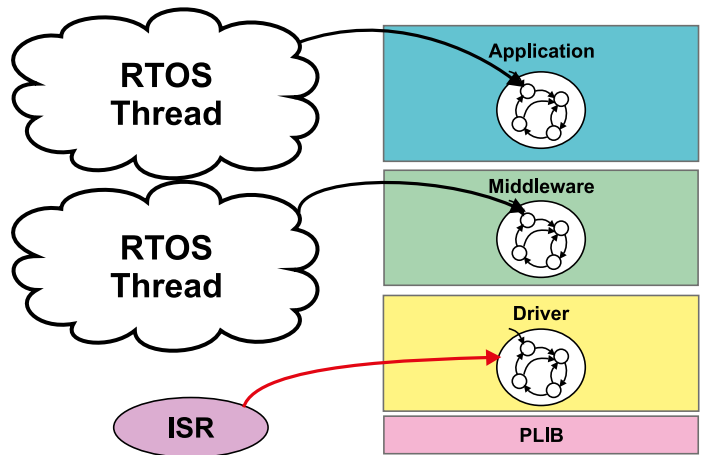 RTOS
Thread
Application
RTOS
Thread
Middleware
Driver
ISR
PLIB